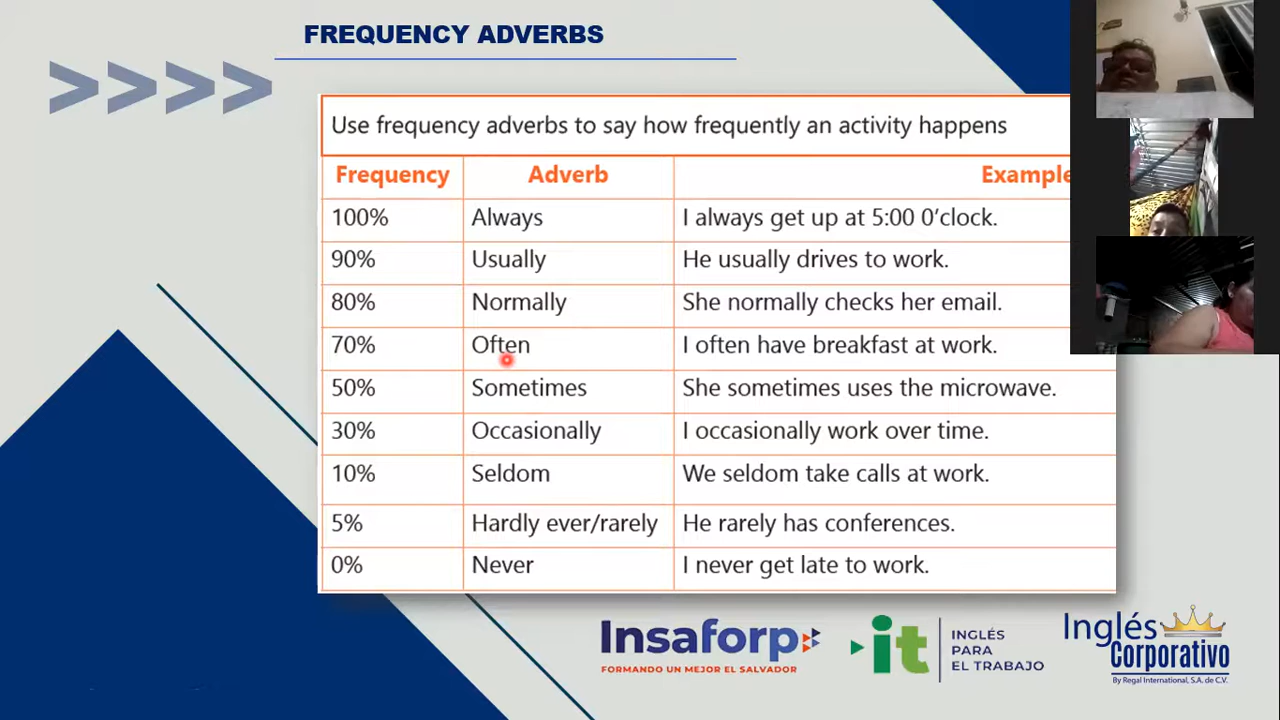 FREQUENCY ADVERBS
Use frequency adverbs to say how frequently an activity happens
Frequency Adverb Example
100% Always I always get up at 5:00 0’clock.
90% Usually He usually drives to work.
80% Normally She normally checks her email.
70% Often I often have breakfast at work.
50% Sometimes She sometimes uses the microwave.
30% Occasionally I occasionally work over time.
10% Seldom We seldom take calls at work.
5% Hardly ever/rarely He rarely has conferences.
0% Never I never get late to work.
Insaforp
FORMANDO UN MEJOR EL SALVADOR
it
INGLÉS
PARA
EL TRABAJO
Inglés
Corporativo
By Regal International, S.A. de C.V.